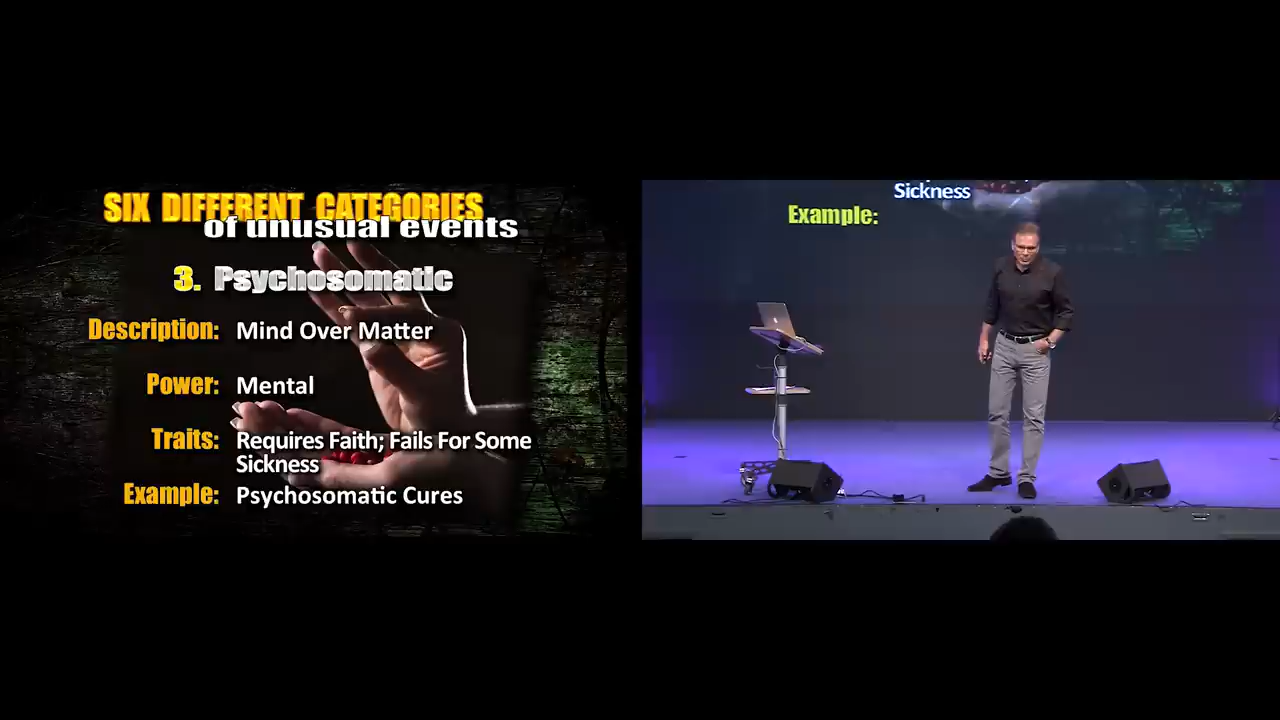 SIX DIFFERENT CATEGORIES
of unusual events
3. Psychosomatic
Description: Mind Over Matter
Power: Mental
Traits: Requires Faith; Fails For Some
Sickness
Example: Psychosomatic Cures
Sickness
Example: